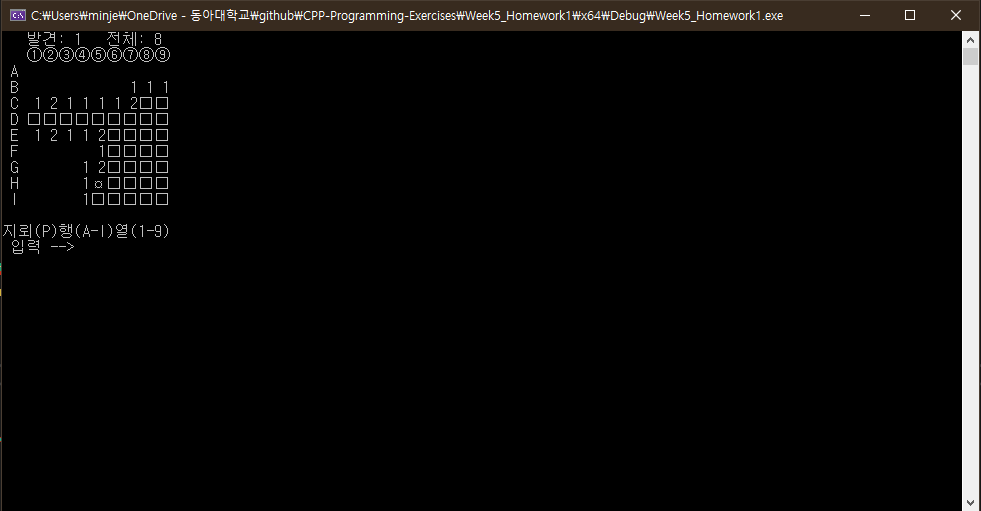 C:₩Users₩minje₩OneDrive - 동아대학교₩github₩CPP-Programming-Exercises₩Week5_Homework1₩x64₩Debug₩Week5_Homework1.exe
발견: 1 전체: 8
①②③④⑤⑥⑦⑧⑨
A
B 1 1 1
C 1 2 1 1 1 1 2□□
D □□□□□□□□□
E 1 2 1 1 2□□□□
F 1□□□□
G 1 2□□□□
H 1¤□□□□
I 1□□□□□
지뢰(P)행(A-I)열(1-9)
입력 -->